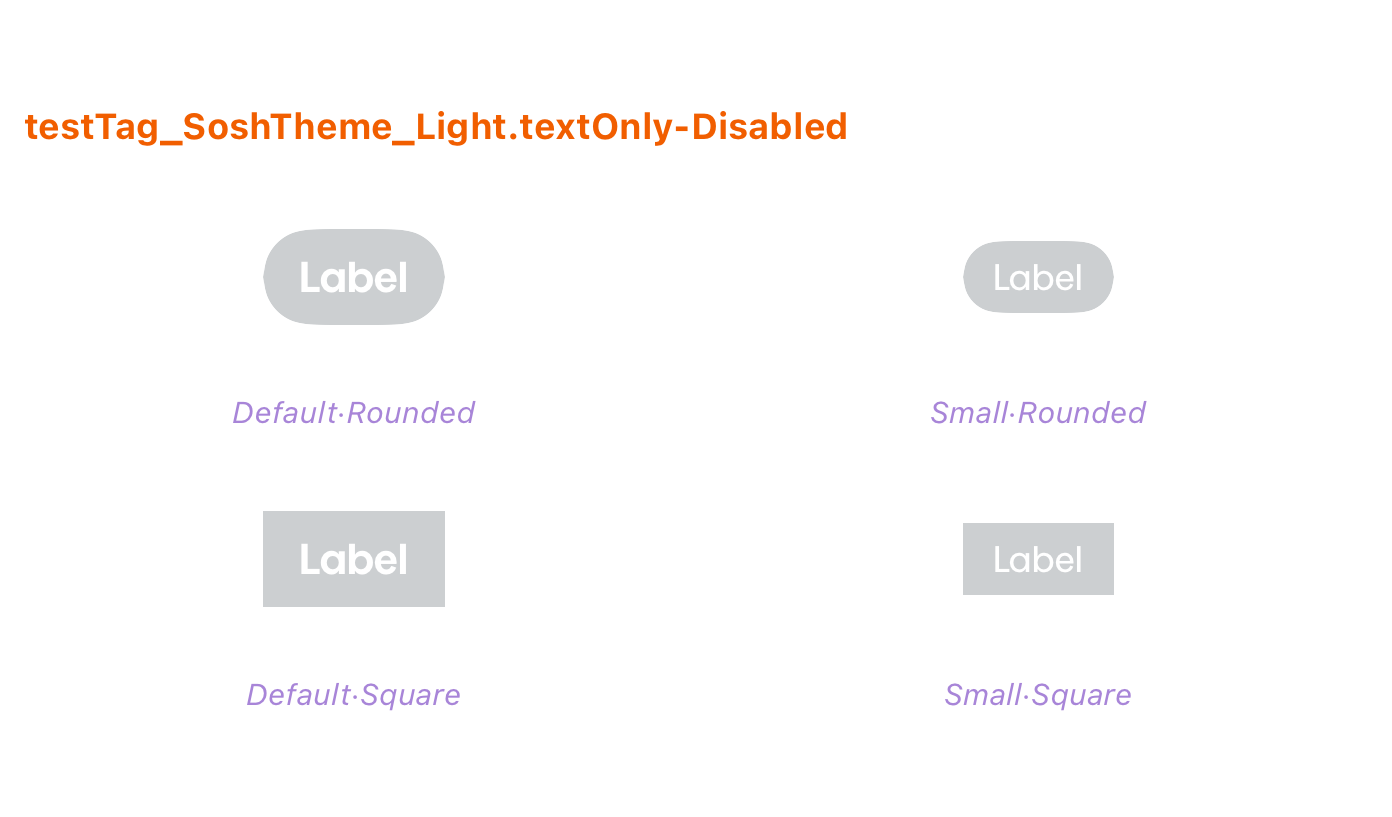 testTag_SoshTheme_Light.textOnly-Disabled
Label
Label
Default·Rounded
Small·Rounded
Label
Label
Default·Square
Small·Square